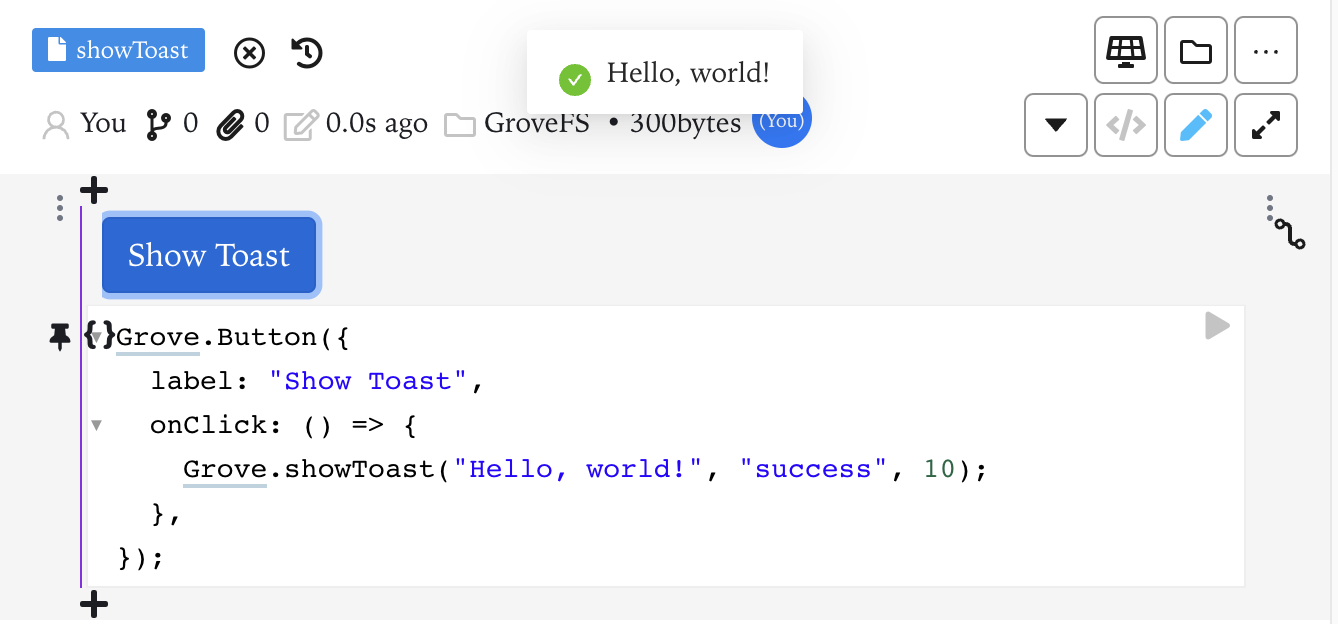 showToast
Hello, world!
You 0 0 0.0s ago GroveFS • 300bytes (You)
Show Toast
Grove.Button({
label: "Show Toast",
onClick: () => {
Grove.showToast("Hello, world!", "success", 10);
},
});